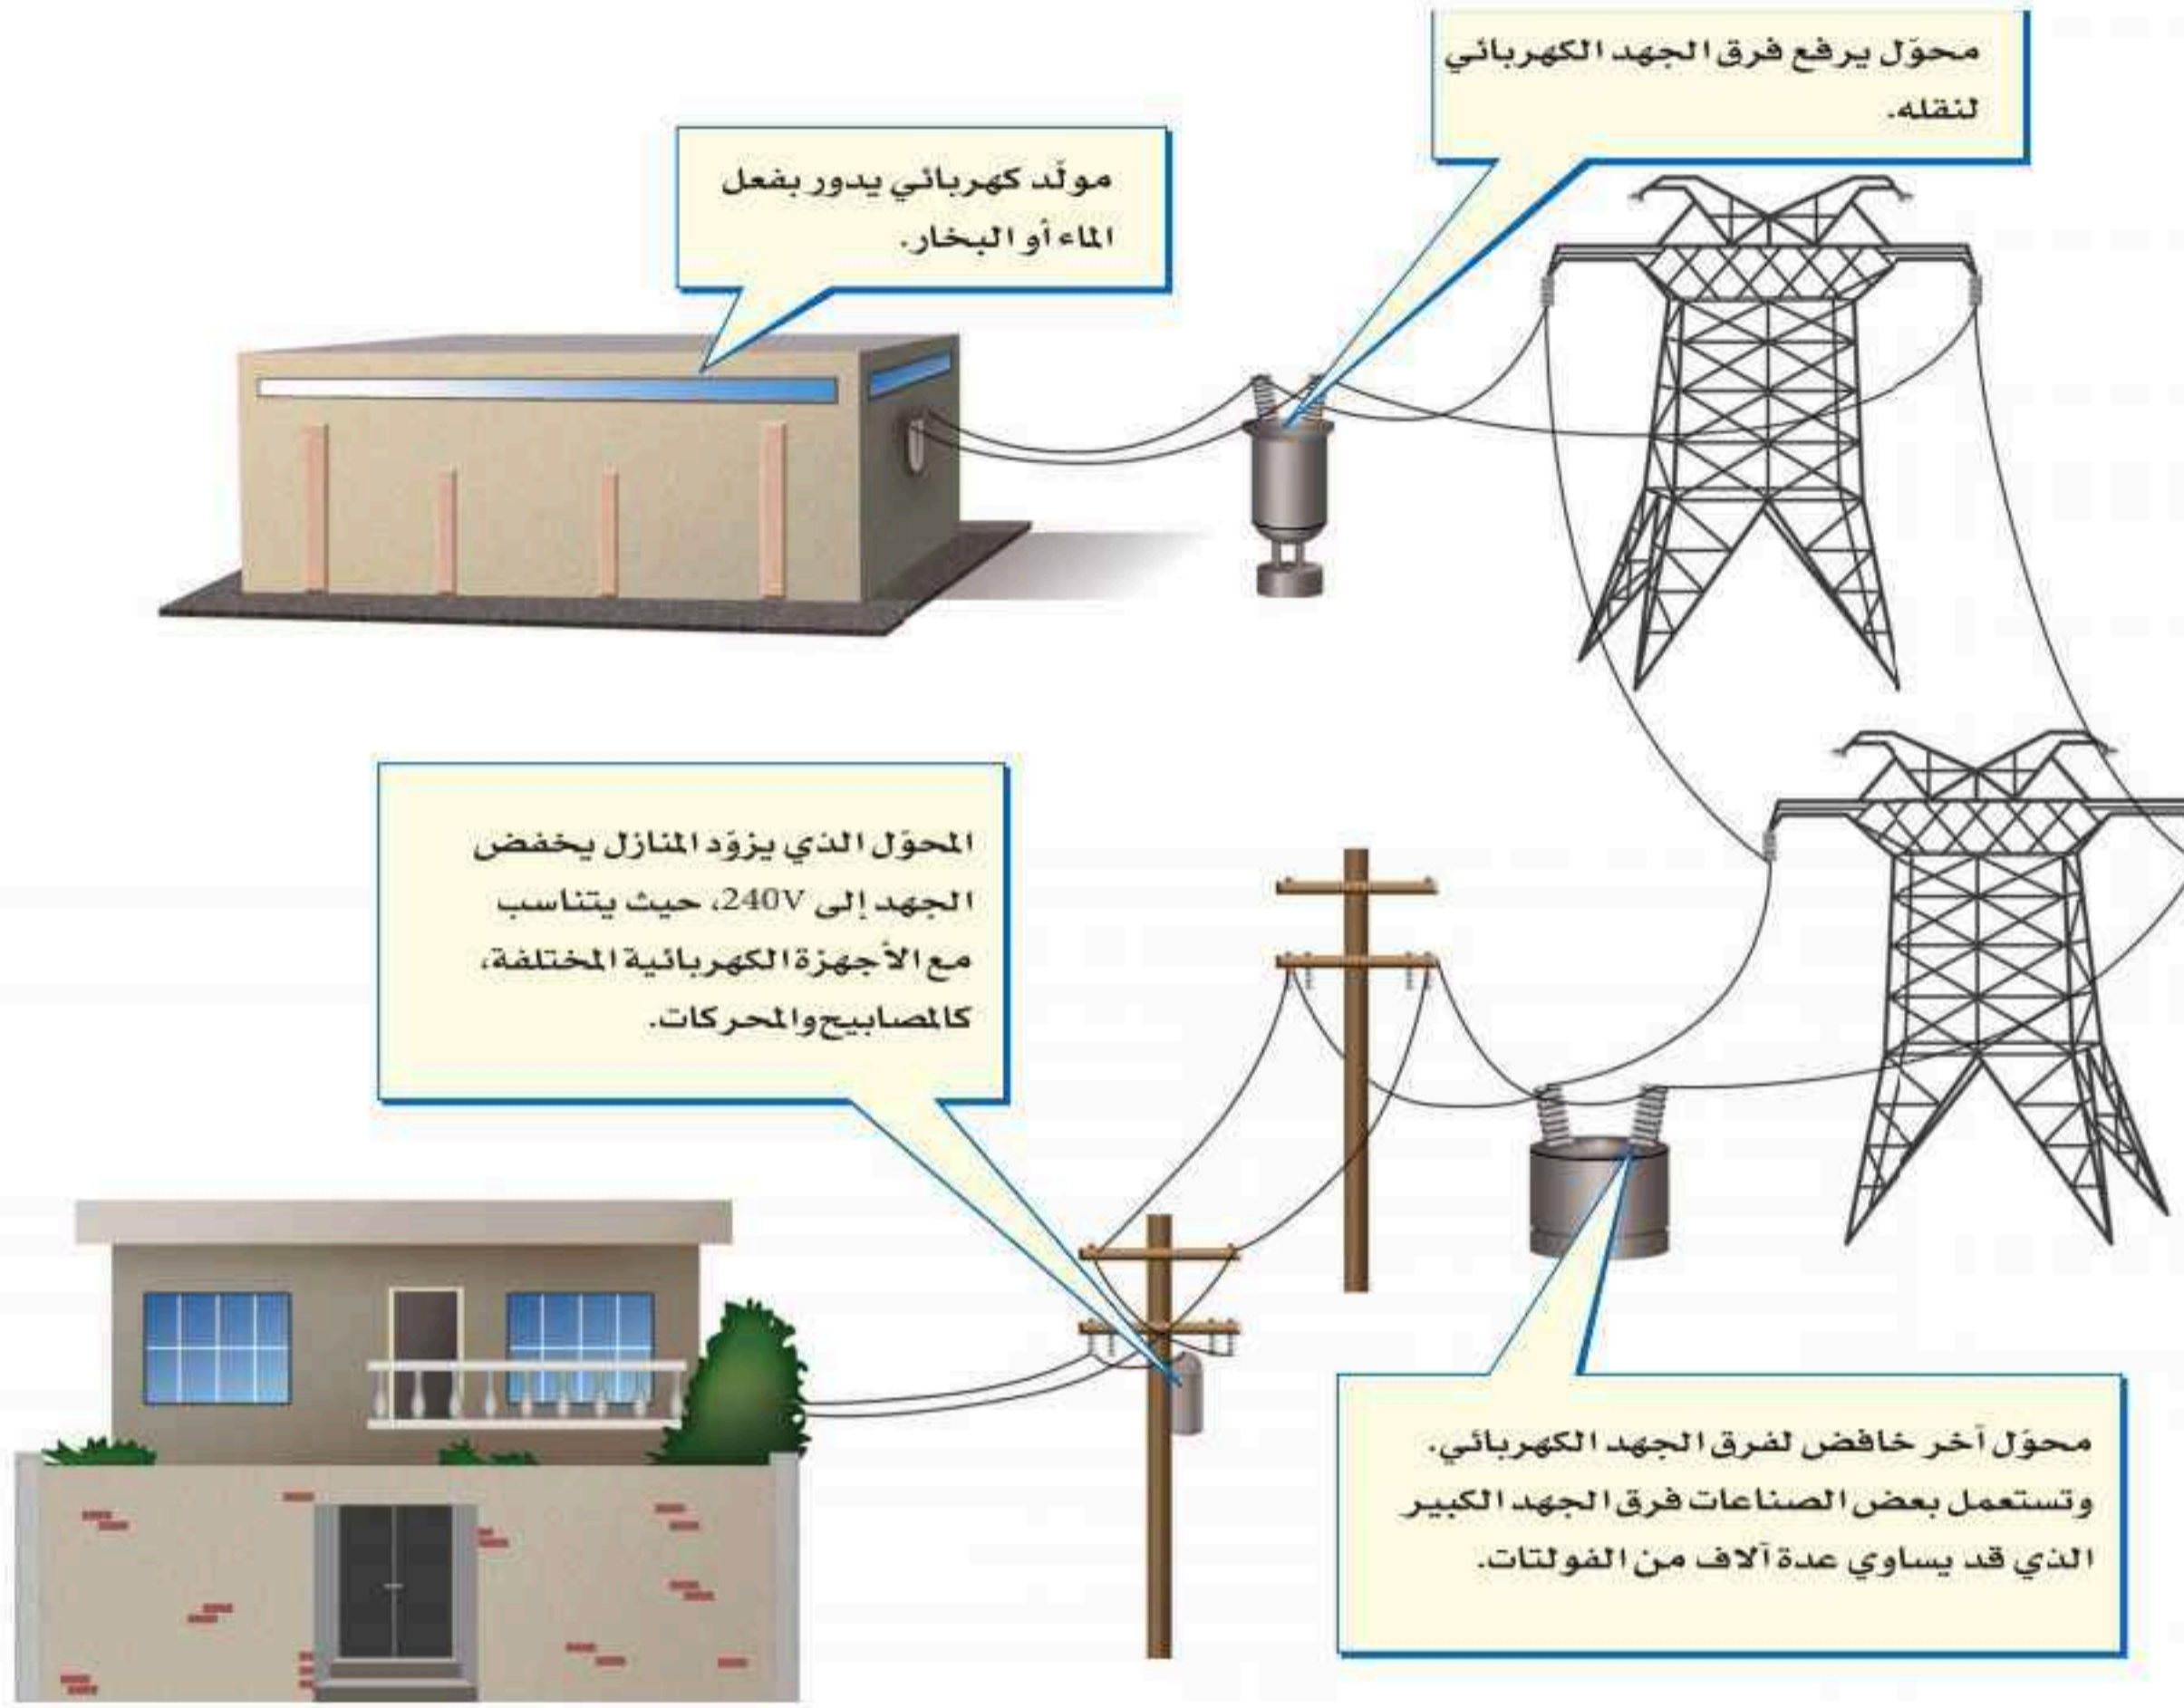 محوّل يرفع فرق الجهد الكهربائي
لنقله.
مولّد كهربائي يدور بفعل
الماء أو البخار.
المحوّل الذي يزوّد المنازل يخفض
الجهد إلى 240V، حيث يتناسب
مع الأجهزة الكهربائية المختلفة،
كالمصابيح والمحركات.
محوّل آخر خافض لفرق الجهد الكهربائي.
وتستعمل بعض الصناعات فرق الجهد الكبير
الذي قد يساوي عدة آلاف من الفولتات.